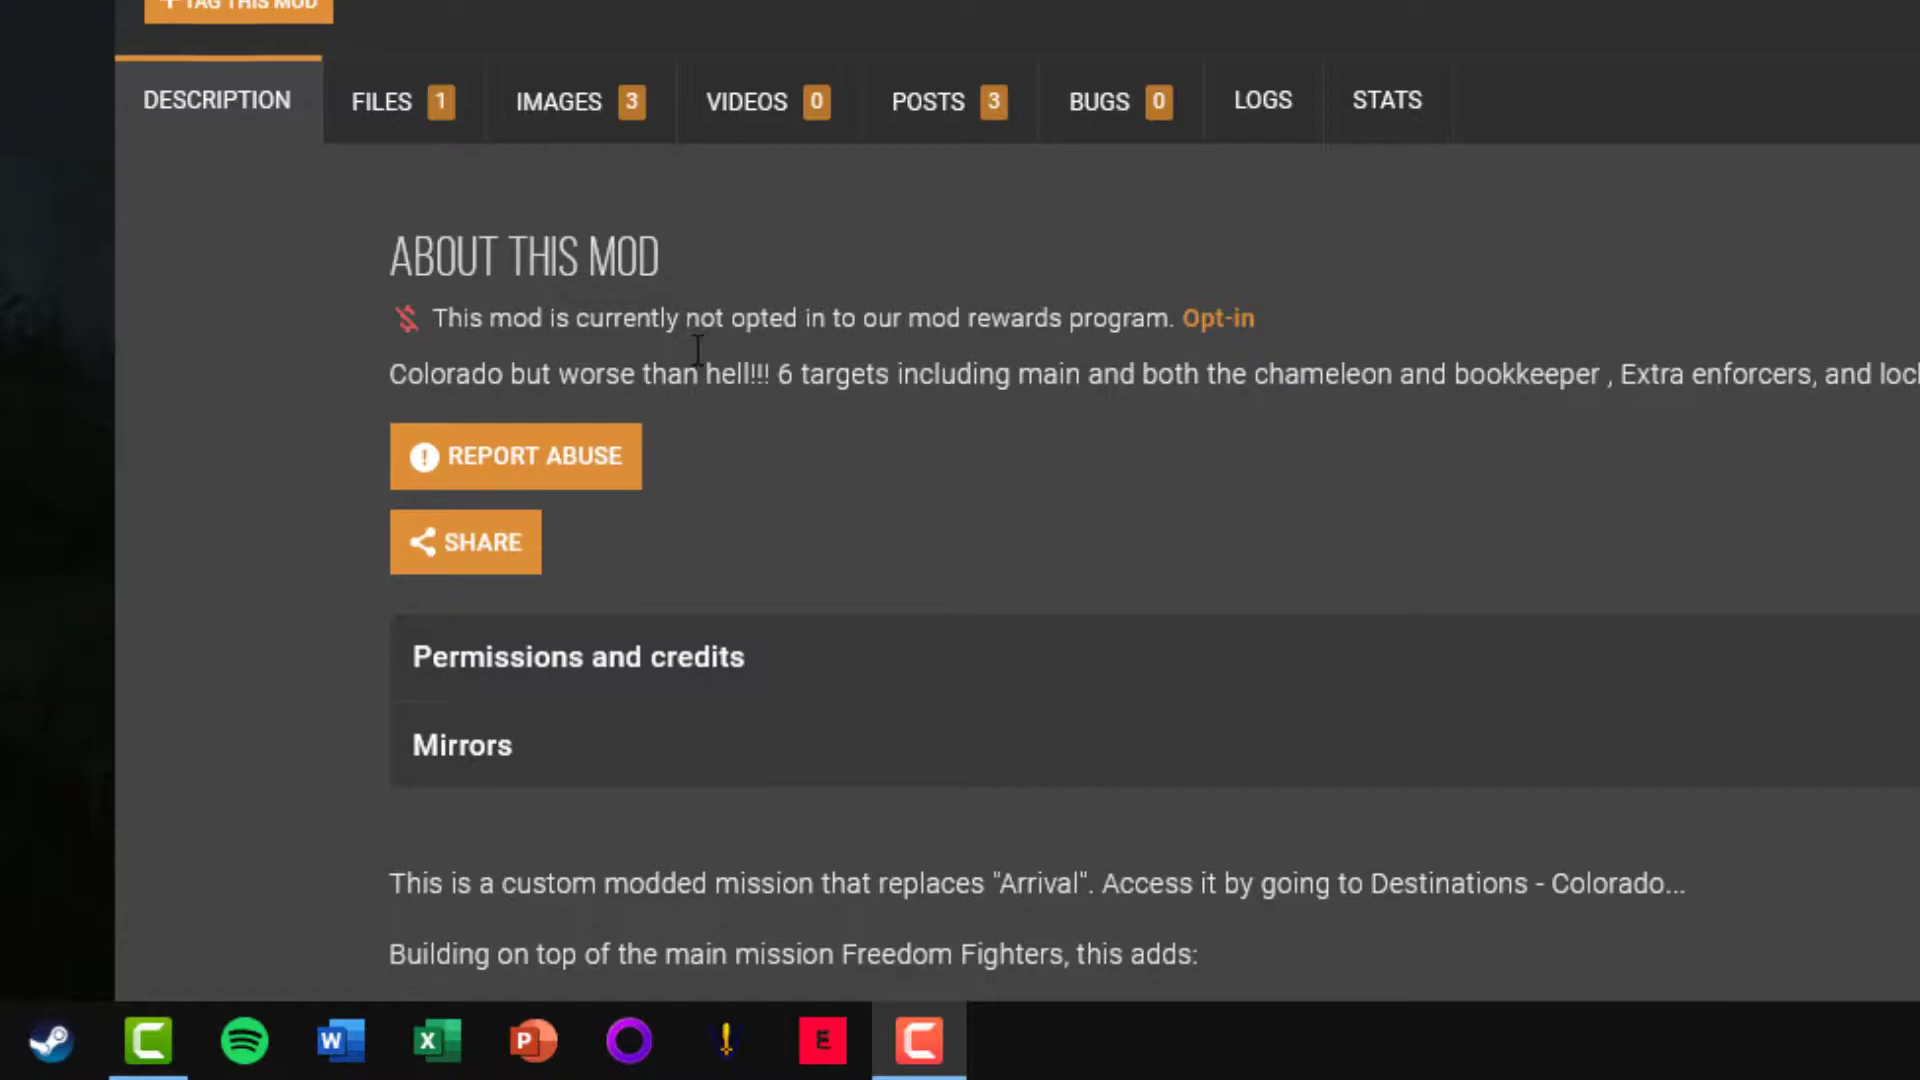 + TAG THIS MOD
DESCRIPTION
FILES 1
IMAGES 3
VIDEOS 0
POSTS 3
BUGS 0
LOGS
STATS
ABOUT THIS MOD
This mod is currently not opted in to our mod rewards program. Opt-in
Colorado but worse than hell!!! 6 targets including main and both the chameleon and bookkeeper , Extra enforcers, and
REPORT ABUSE
SHARE
Permissions and credits
Mirrors
This is a custom modded mission that replaces "Arrival". Access it by going to Destinations - Colorado...
Building on top of the main mission Freedom Fighters, this adds:
W X P E